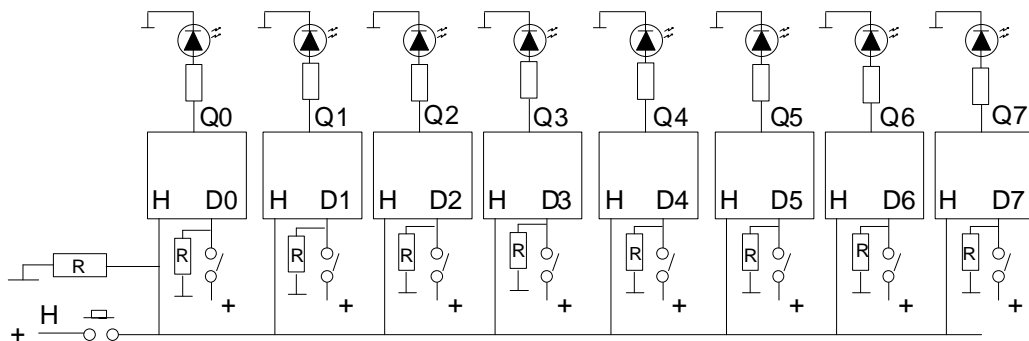 Q0 Q1 Q2 Q3 Q4 Q5 Q6 Q7
H D0 H D1 H D2 H D3 H D4 H D5 H D6 H D7
R R R R R R R R
R
+ + + + + + + +
H
+